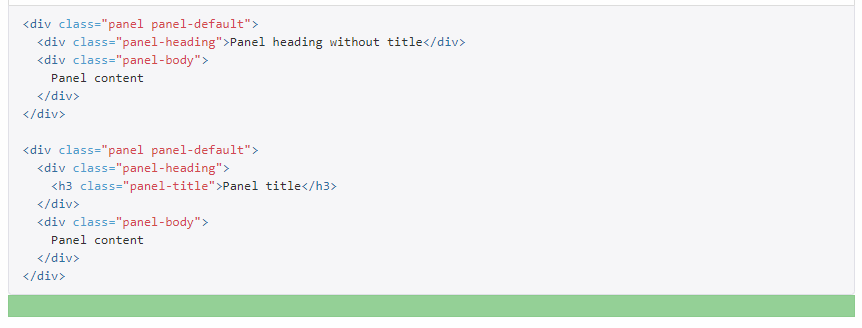 <div class="panel panel-default">
  <div class="panel-heading">Panel heading without title</div>
  <div class="panel-body">
    Panel content
  </div>
</div>

<div class="panel panel-default">
  <div class="panel-heading">
    <h3 class="panel-title">Panel title</h3>
  </div>
  <div class="panel-body">
    Panel content
  </div>
</div>